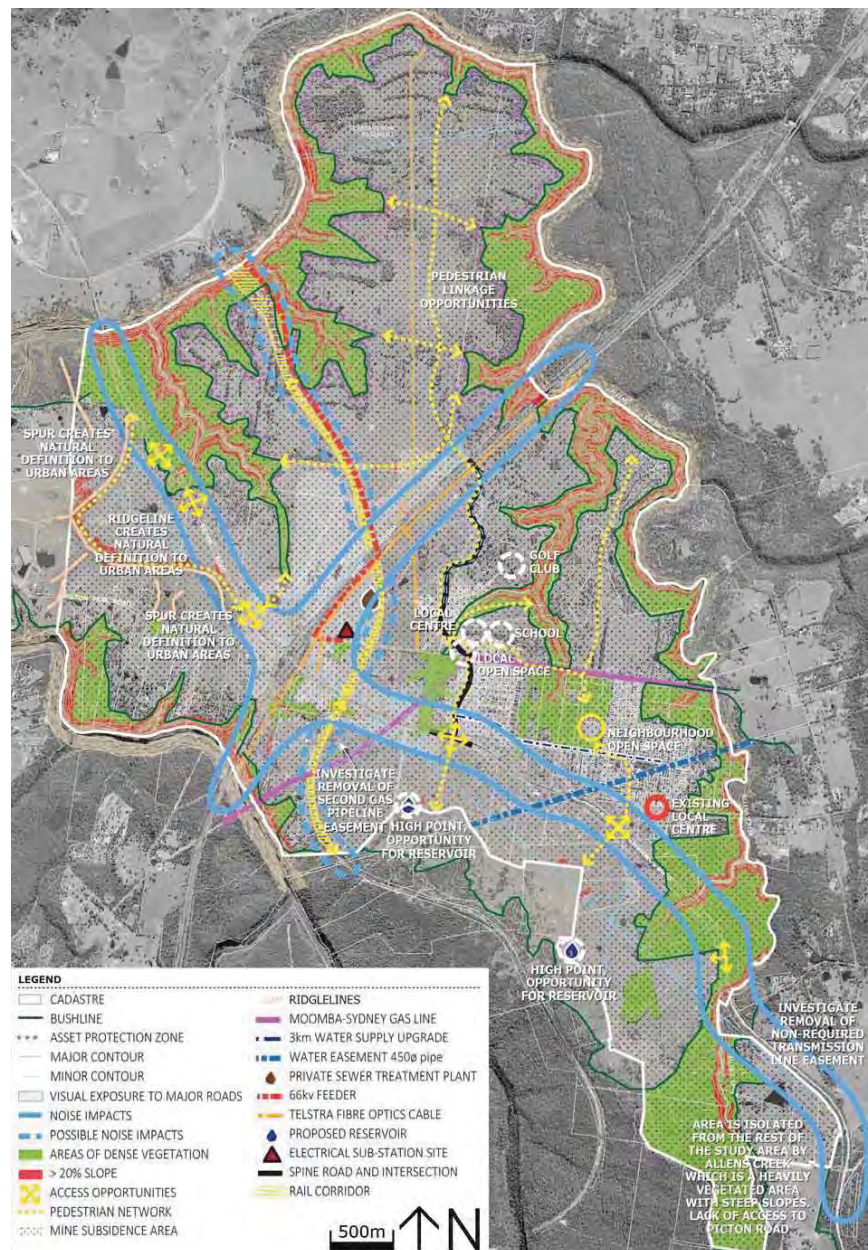 PEDESTRIAN
LINKAGE
OPPORTUNITIES
SPUR CREATES
NATURAL
DEFINITION TO
URBAN AREAS
RIDGELINE
CREATES
NATURAL
DEFINITION TO
URBAN AREAS
SPUR CREATES
NATURAL
DEFINITION TO
URBAN AREAS
GOLF
CLUB
LOCAL
CENTRE
SCHOOL
LOCAL
OPEN SPACE
NEIGHBOURHOOD
OPEN SPACE
INVESTIGATE
REMOVAL OF
SECOND GAS
PIPELINE
EASEMENT
HIGH POINT,
OPPORTUNITY
FOR RESERVOIR
EXISTING
LOCAL
CENTRE
HIGH POINT,
OPPORTUNITY
FOR RESERVOIR
INVESTIGATE
REMOVAL OF
NON-REQUIRED
TRANSMISSION
LINE EASEMENT
AREA IS ISOLATED
FROM THE REST OF
THE STUDY AREA BY
ALLENS CREEK
WHICH IS A HEAVILY
VEGETATED AREA
WITH STEEP SLOPES.
LACK OF ACCESS TO
PICTON ROAD
LEGEND
CADASTRE
BUSHLINE
ASSET PROTECTION ZONE
MAJOR CONTOUR
MINOR CONTOUR
VISUAL EXPOSURE TO MAJOR ROADS
NOISE IMPACTS
POSSIBLE NOISE IMPACTS
AREAS OF DENSE VEGETATION
> 20% SLOPE
ACCESS OPPORTUNITIES
PEDESTRIAN NETWORK
MINE SUBSIDENCE AREA
RIDGLELINES
MOOMBA-SYDNEY GAS LINE
3km WATER SUPPLY UPGRADE
WATER EASEMENT 450ø pipe
PRIVATE SEWER TREATMENT PLANT
66kv FEEDER
TELSTRA FIBRE OPTICS CABLE
PROPOSED RESERVOIR
ELECTRICAL SUB-STATION SITE
SPINE ROAD AND INTERSECTION
RAIL CORRIDOR
500m
N